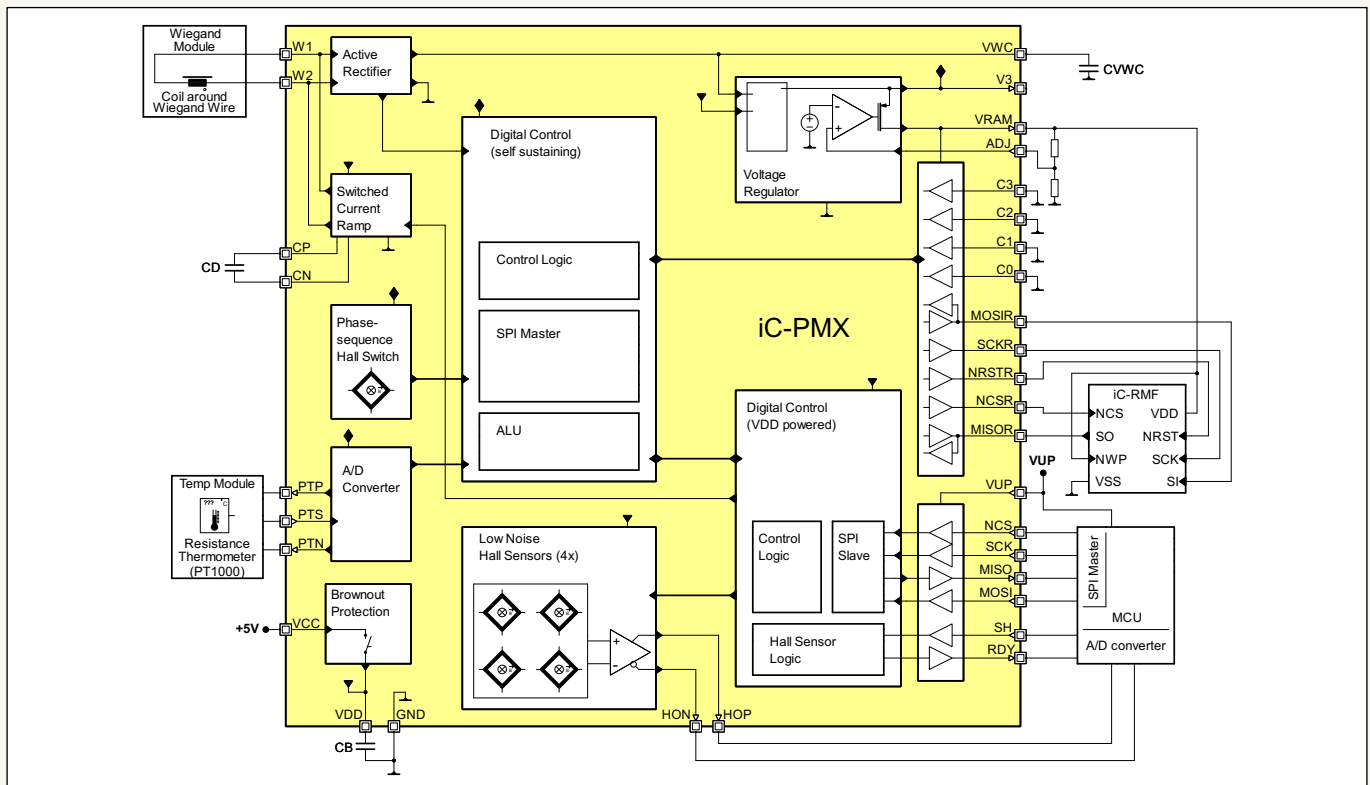 Wiegand
Module
Coil around
Wiegand Wire
W1
W2
Active
Rectifier
VWC
CVWC
V3
VRAM
ADJ
Voltage
Regulator
Digital Control
(self sustaining)
Switched
Current
Ramp
CP
CN
CD
C3
C2
C1
C0
Control Logic
SPI Master
ALU
iC-PMX
Phase-
sequence
Hall Switch
MOSIR
SCKR
NRSTR
NCSR
MISOR
iC-RMF
NCS
VDD
SO
NRST
NWP
SCK
VSS
SI
Digital Control
(VDD powered)
A/D
Converter
Temp Module
???
°C
Resistance
Thermometer
(PT1000)
PTP
PTS
PTN
VUP
VUP
Low Noise
Hall Sensors (4x)
Control
Logic
SPI
Slave
NCS
SCK
MISO
MOSI
SH
RDY
SPI Master
MCU
A/D converter
Hall Sensor
Logic
Brownout
Protection
+5V
VCC
VDD
GND
CB
HON
HOP